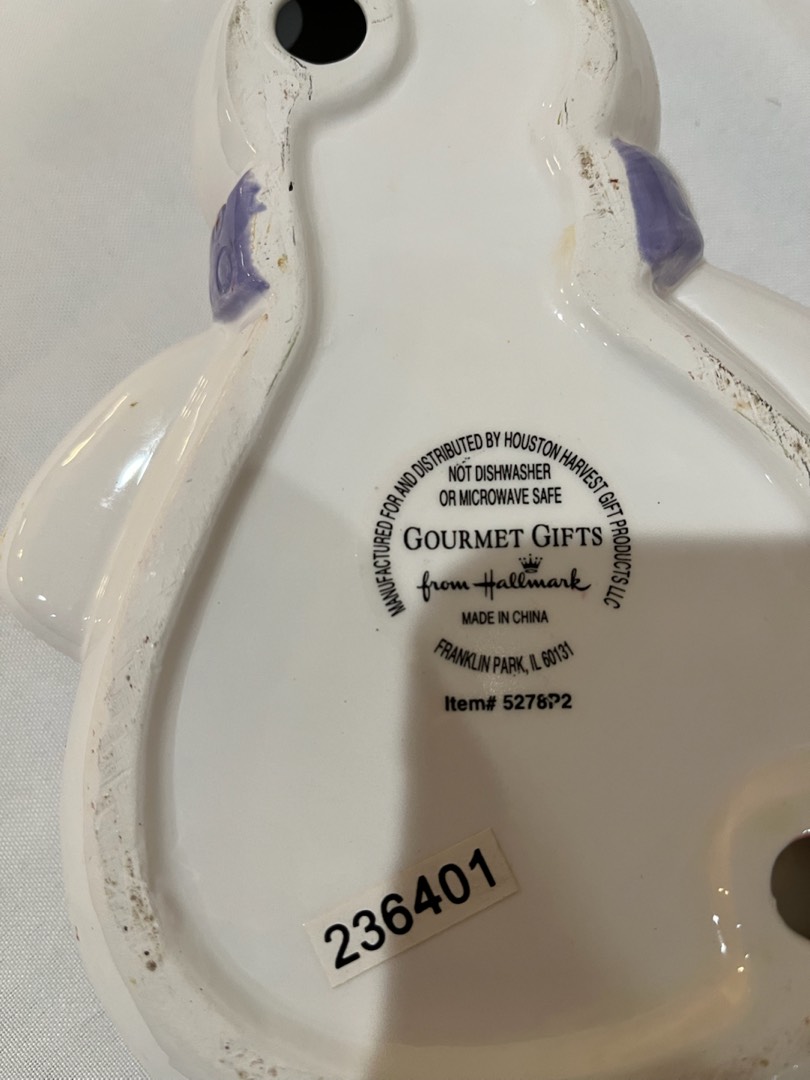 MANUFACTURED FOR AND DISTRIBUTED BY HOUSTON HARVEST GIFT PRODUCTS LLC
NOT DISHWASHER
OR MICROWAVE SAFE
GOURMET GIFTS
from Hallmark
MADE IN CHINA
FRANKLIN PARK, IL 60131
Item# 5278P2
236401